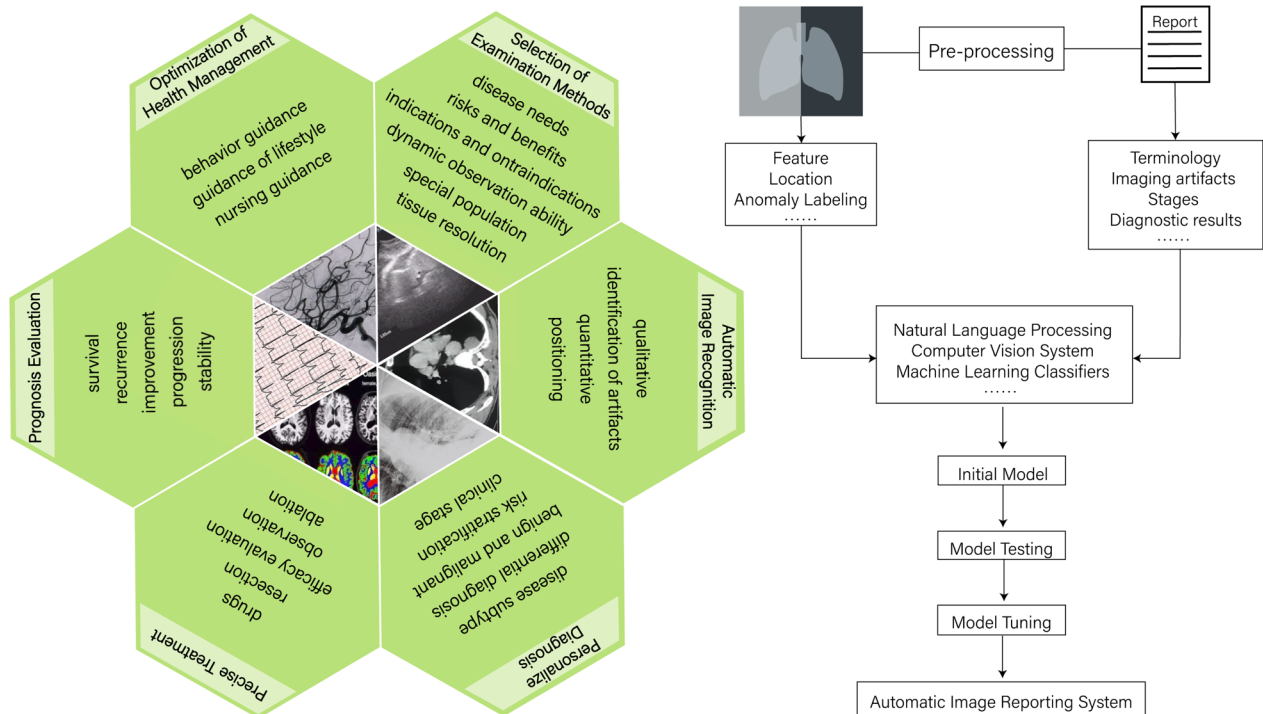 Optimization of
Health Management
behavior guidance
guidance of lifestyle
nursing guidance
Selection of
Examination Methods
disease needs
risks and benefits
indications and ontraindications
dynamic observation ability
special population
tissue resolution
Automatic
Image Recognition
qualitative
identification of artifacts
quantitative
positioning
Personalize
Diagnosis
disease subtype
differential diagnosis
benign and malignant
risk stratification
clinical stage
Precise Treatment
drugs
resection
efficacy evaluation
observation
ablation
Prognosis Evaluation
survival
recurrence
improvement
progression
stability
Pre-processing
Report
Feature
Location
Anomaly Labeling
......
Terminology
Imaging artifacts
Stages
Diagnostic results
......
Natural Language Processing
Computer Vision System
Machine Learning Classifiers
......
Initial Model
Model Testing
Model Tuning
Automatic Image Reporting System